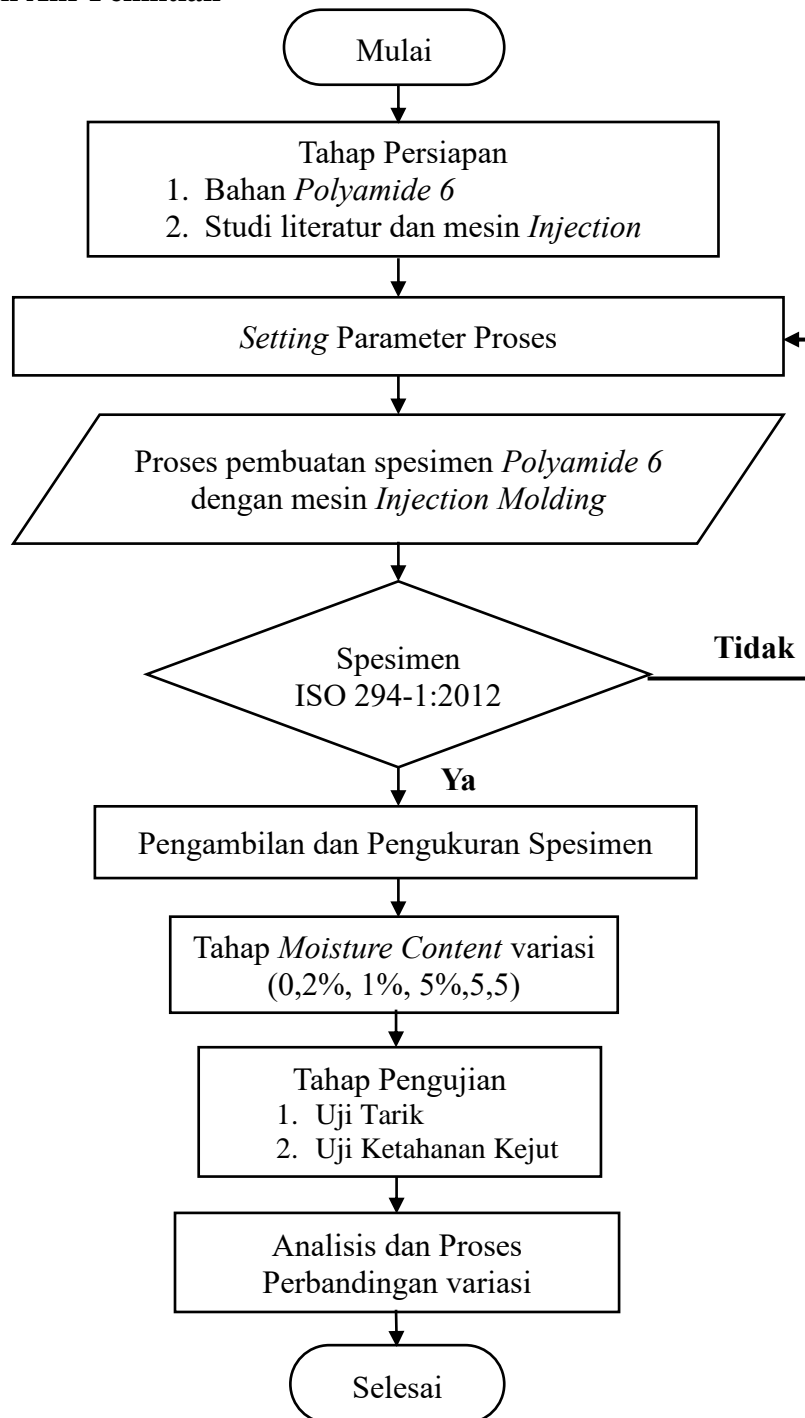 Mulai
Tahap Persiapan
1. Bahan Polyamide 6
2. Studi literatur dan mesin Injection
Setting Parameter Proses
Proses pembuatan spesimen Polyamide 6
dengan mesin Injection Molding
Spesimen
ISO 294-1:2012
Tidak
Ya
Pengambilan dan Pengukuran Spesimen
Tahap Moisture Content variasi
(0,2%, 1%, 5%,5,5)
Tahap Pengujian
1. Uji Tarik
2. Uji Ketahanan Kejut
Analisis dan Proses
Perbandingan variasi
Selesai